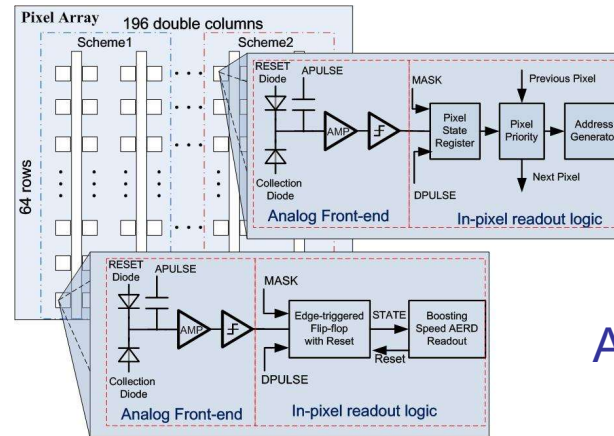 Pixel Array
196 double columns
Scheme1
Scheme2
64 rows
RESET
Diode
APULSE
AMP
Collection
Diode
Analog Front-end
MASK
DPULSE
Pixel
State
Register
Previous Pixel
Pixel
Priority
Next Pixel
Address
Generato
In-pixel readout logic
RESET
Diode
APULSE
AMP
Collection
Diode
Analog Front-end
MASK
DPULSE
Edge-triggered
Flip-flop
with Reset
STATE
Reset
Boosting
Speed AERD
Readout
In-pixel readout logic
A